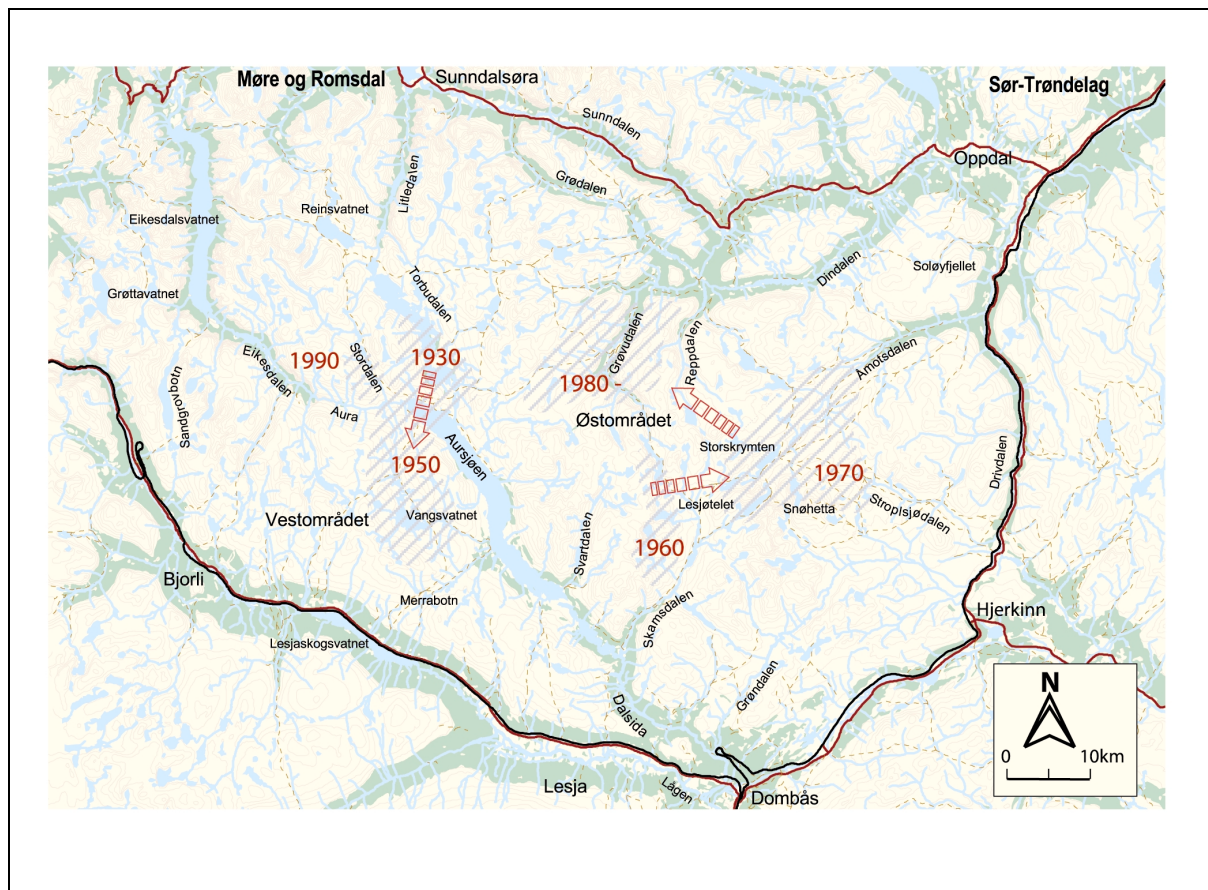 Møre og Romsdal
Sunndalsøra
Sør-Trøndelag
Sunndalen
Oppdal
Grødalen
Litledalen
Reinsvatnet
Eikesdalsvatnet
Dindalen
Soløyfjellet
Torbudalen
Grøttavatnet
Grøvudalen
Reppdalen
Åmotsdalen
Eikesdalen
1990
Stordalen
1930
1980 -
Sandgrovbotn
Aura
Østområdet
Storskrymten
Aursjøen
1950
1970
Drivdalen
Vangsvatnet
Lesjøtelet
Snøhetta
Stroplsjødalen
Vestområdet
Svartdalen
1960
Bjorli
Merrabotn
Skamsdalen
Hjerkinn
Lesjaskogsvatnet
Grøndalen
Dalsida
N
0 10km
Lesja
Lågen
Dombås